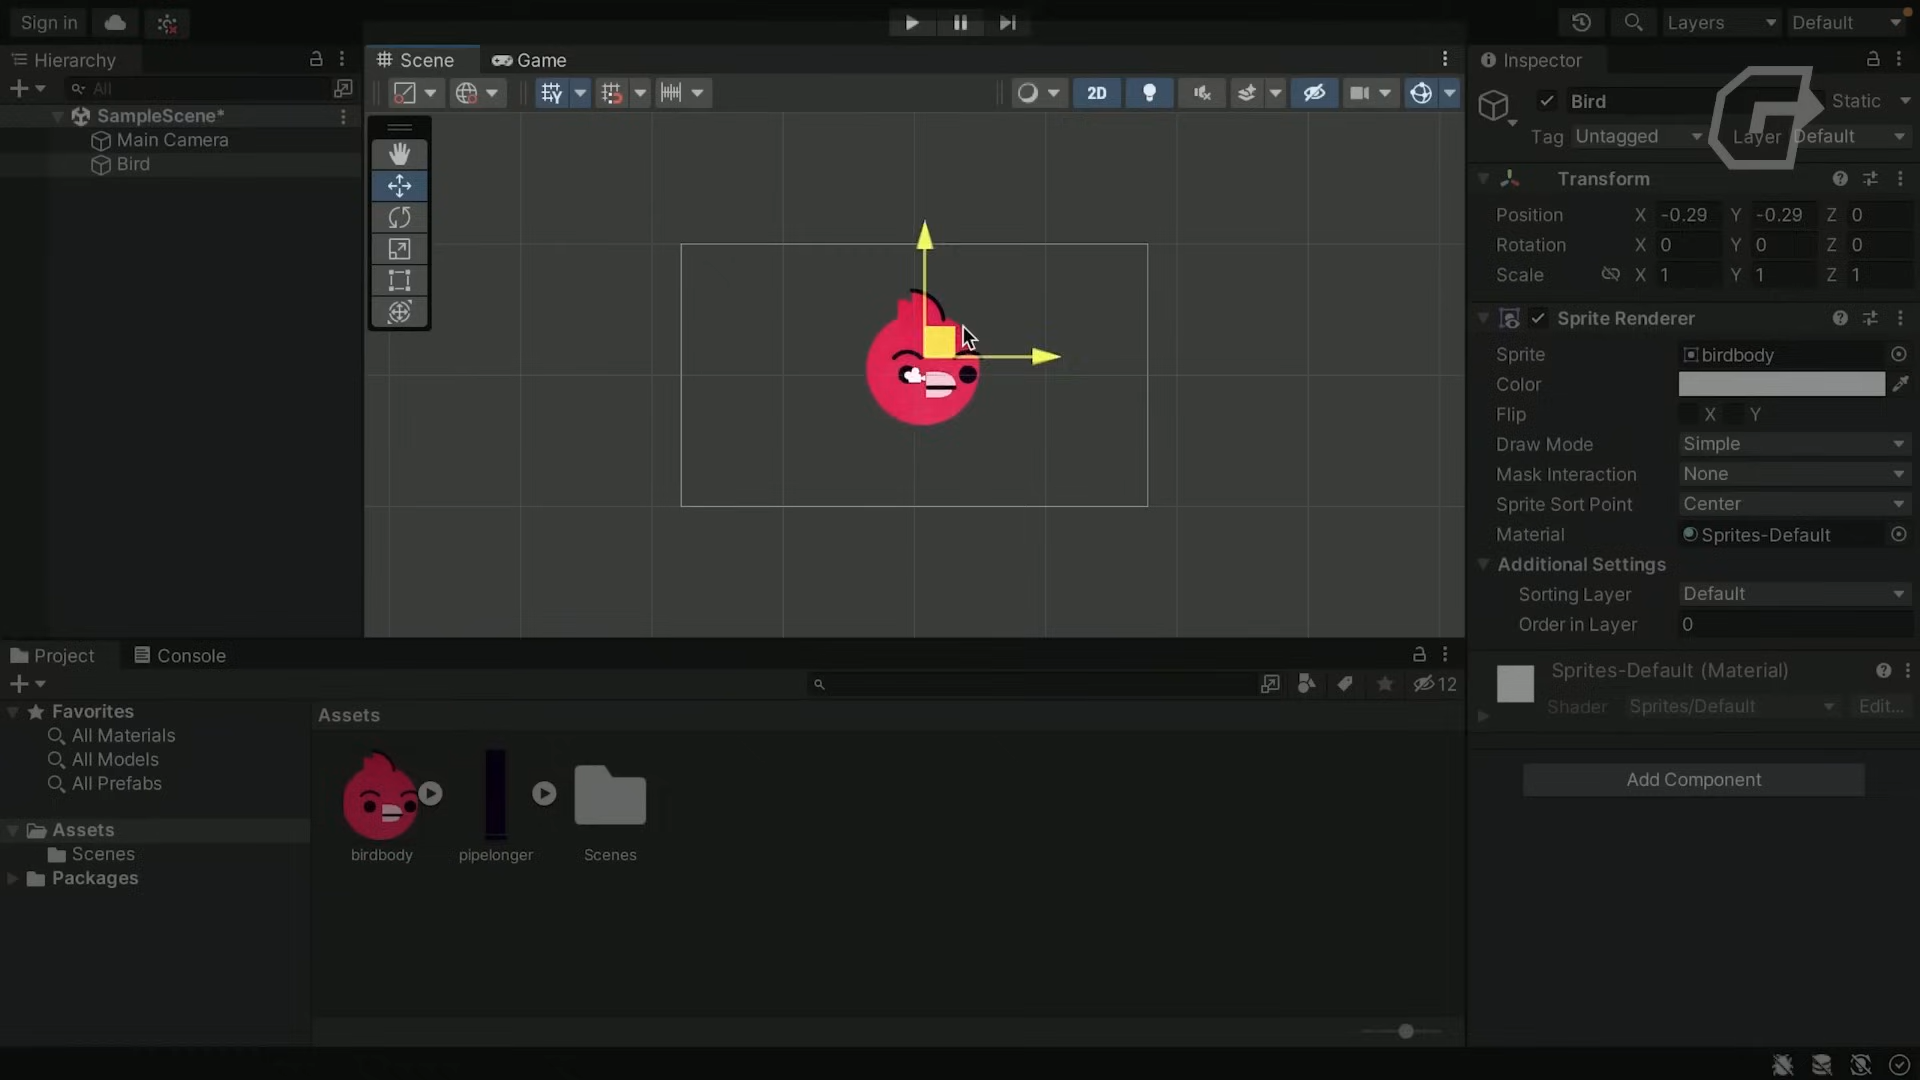 Sign in
Layers
Default
Hierarchy
All
SampleScene*
Main Camera
Bird
Scene
Game
2D
Inspector
Bird
Static
Tag Untagged
Layer Default
Transform
Position X -0.29 Y -0.29 Z 0
Rotation X 0 Y 0 Z 0
Scale X 1 Y 1 Z 1
Sprite Renderer
Sprite birdbody
Color
Flip X Y
Draw Mode Simple
Mask Interaction None
Sprite Sort Point Center
Material Sprites-Default
Additional Settings
Sorting Layer Default
Order in Layer 0
Sprites-Default (Material)
Shader Sprites/Default Edit...
Add Component
Project
Console
12
Favorites
All Materials
All Models
All Prefabs
Assets
Scenes
Packages
Assets
birdbody
pipelonger
Scenes